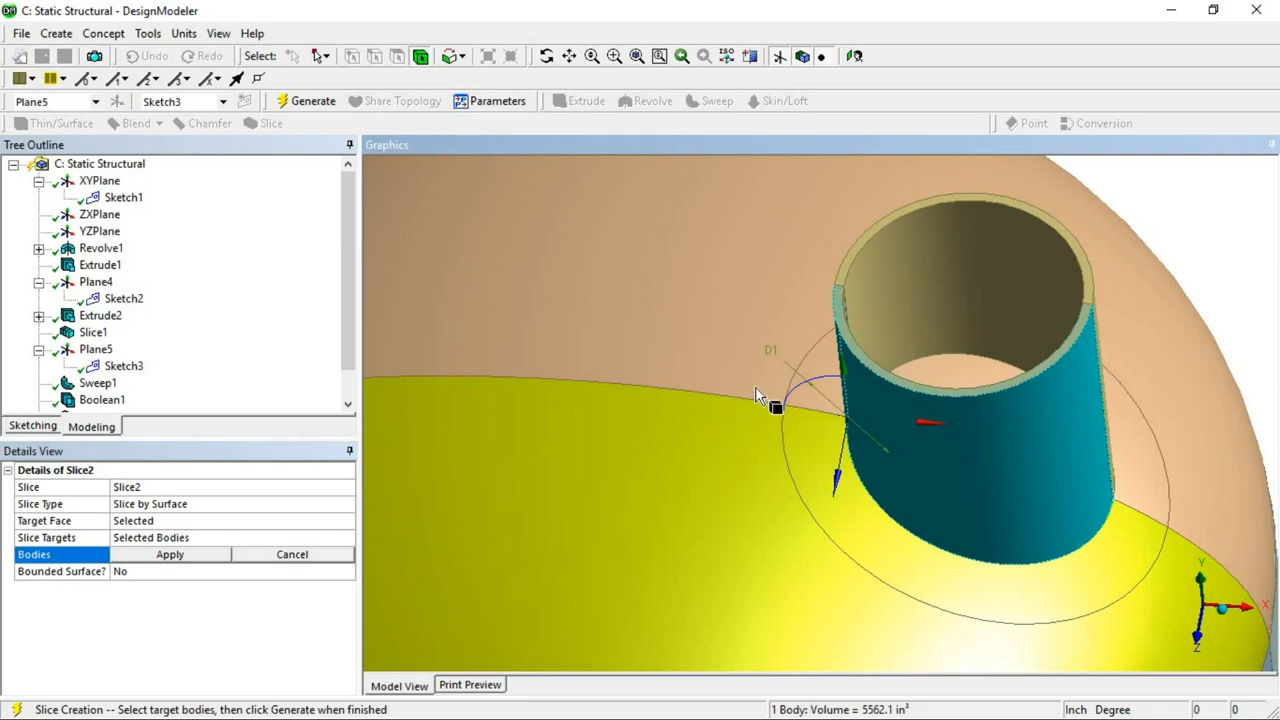 C: Static Structural - DesignModeler
File Create Concept Tools Units View Help
Undo Redo Select: ISO
Plane5 Sketch3 Generate Share Topology Parameters Extrude Revolve Sweep Skin/Loft
Thin/Surface Blend Chamfer Slice Point Conversion
Tree Outline
C: Static Structural
XYPlane
Sketch1
ZXPlane
YZPlane
Revolve1
Extrude1
Plane4
Sketch2
Extrude2
Slice1
Plane5
Sketch3
Sweep1
Boolean1
Sketching Modeling
Details View
Details of Slice2
Slice Slice2
Slice Type Slice by Surface
Target Face Selected
Slice Targets Selected Bodies
Bodies Apply Cancel
Bounded Surface? No
Graphics
D1
Y
X
Z
Model View Print Preview
Slice Creation -- Select target bodies, then click Generate when finished 1 Body: Volume = 5562.1 in³ Inch Degree 0 0